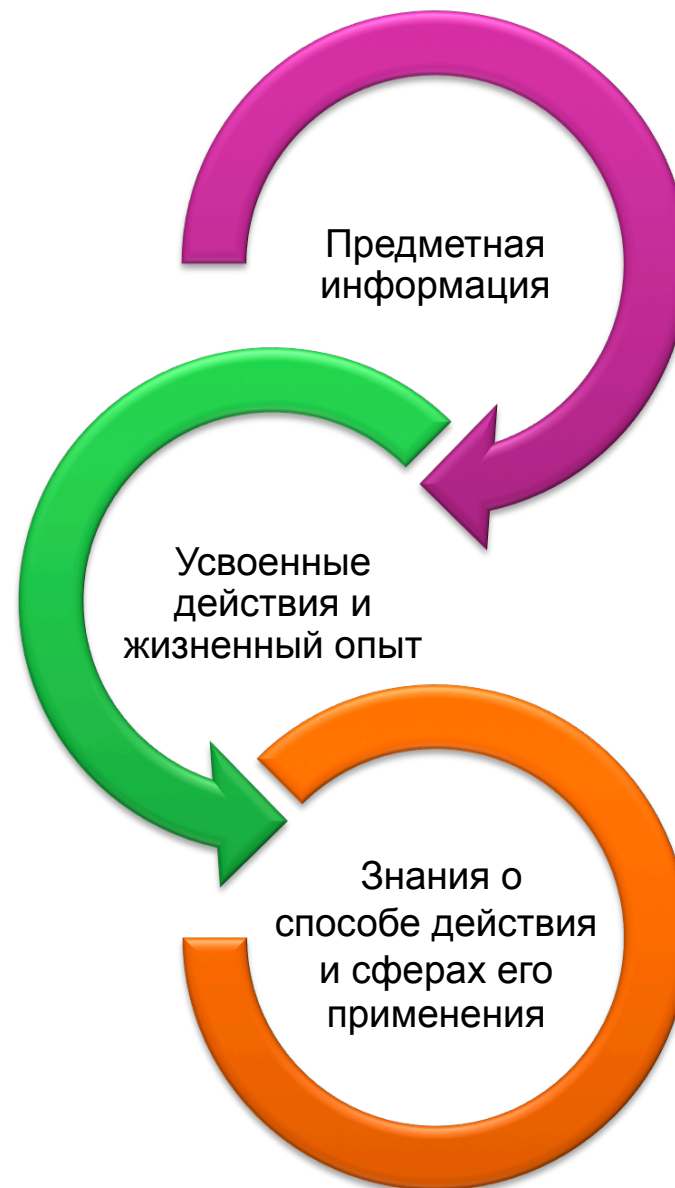 Предметная
информация
Усвоенные
действия и
жизненный опыт
Знания о
способе действия
и сферах его
применения